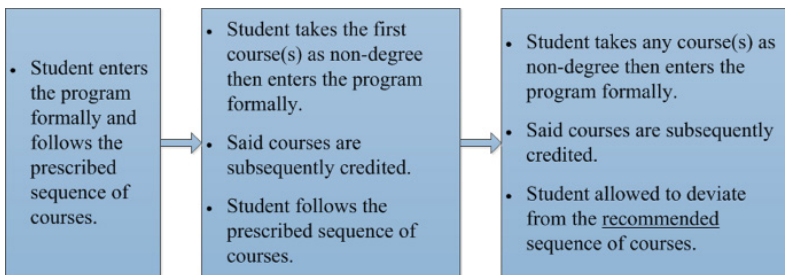 • Student enters
the program
formally and
follows the
prescribed
sequence of
courses.
• Student takes the first
course(s) as non-degree
then enters the program
formally.
• Said courses are
subsequently credited.
• Student follows the
prescribed sequence of
courses.
• Student takes any course(s) as
non-degree then enters the
program formally.
• Said courses are subsequently
credited.
• Student allowed to deviate
from the recommended
sequence of courses.